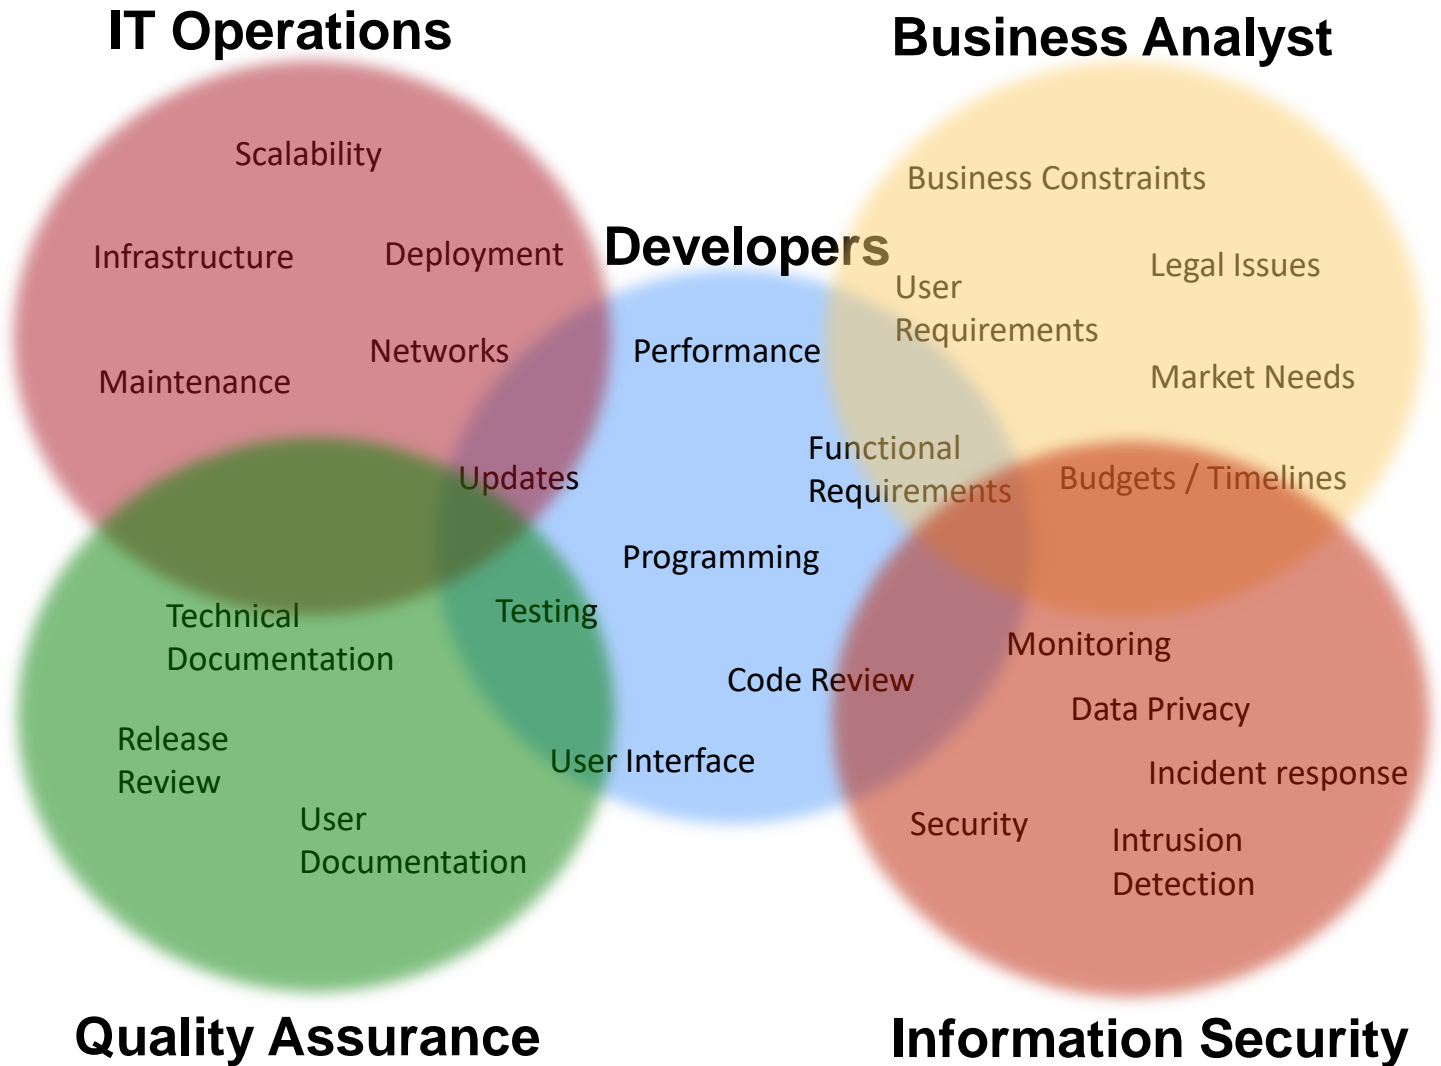 IT Operations
Business Analyst
Scalability
Business Constraints
Infrastructure
Deployment
Developers
Legal Issues
User
Requirements
Networks
Performance
Maintenance
Market Needs
Functional
Requirements
Updates
Budgets / Timelines
Programming
Technical
Documentation
Testing
Monitoring
Code Review
Data Privacy
Release
Review
User Interface
Incident response
User
Documentation
Security
Intrusion
Detection
Quality Assurance
Information Security